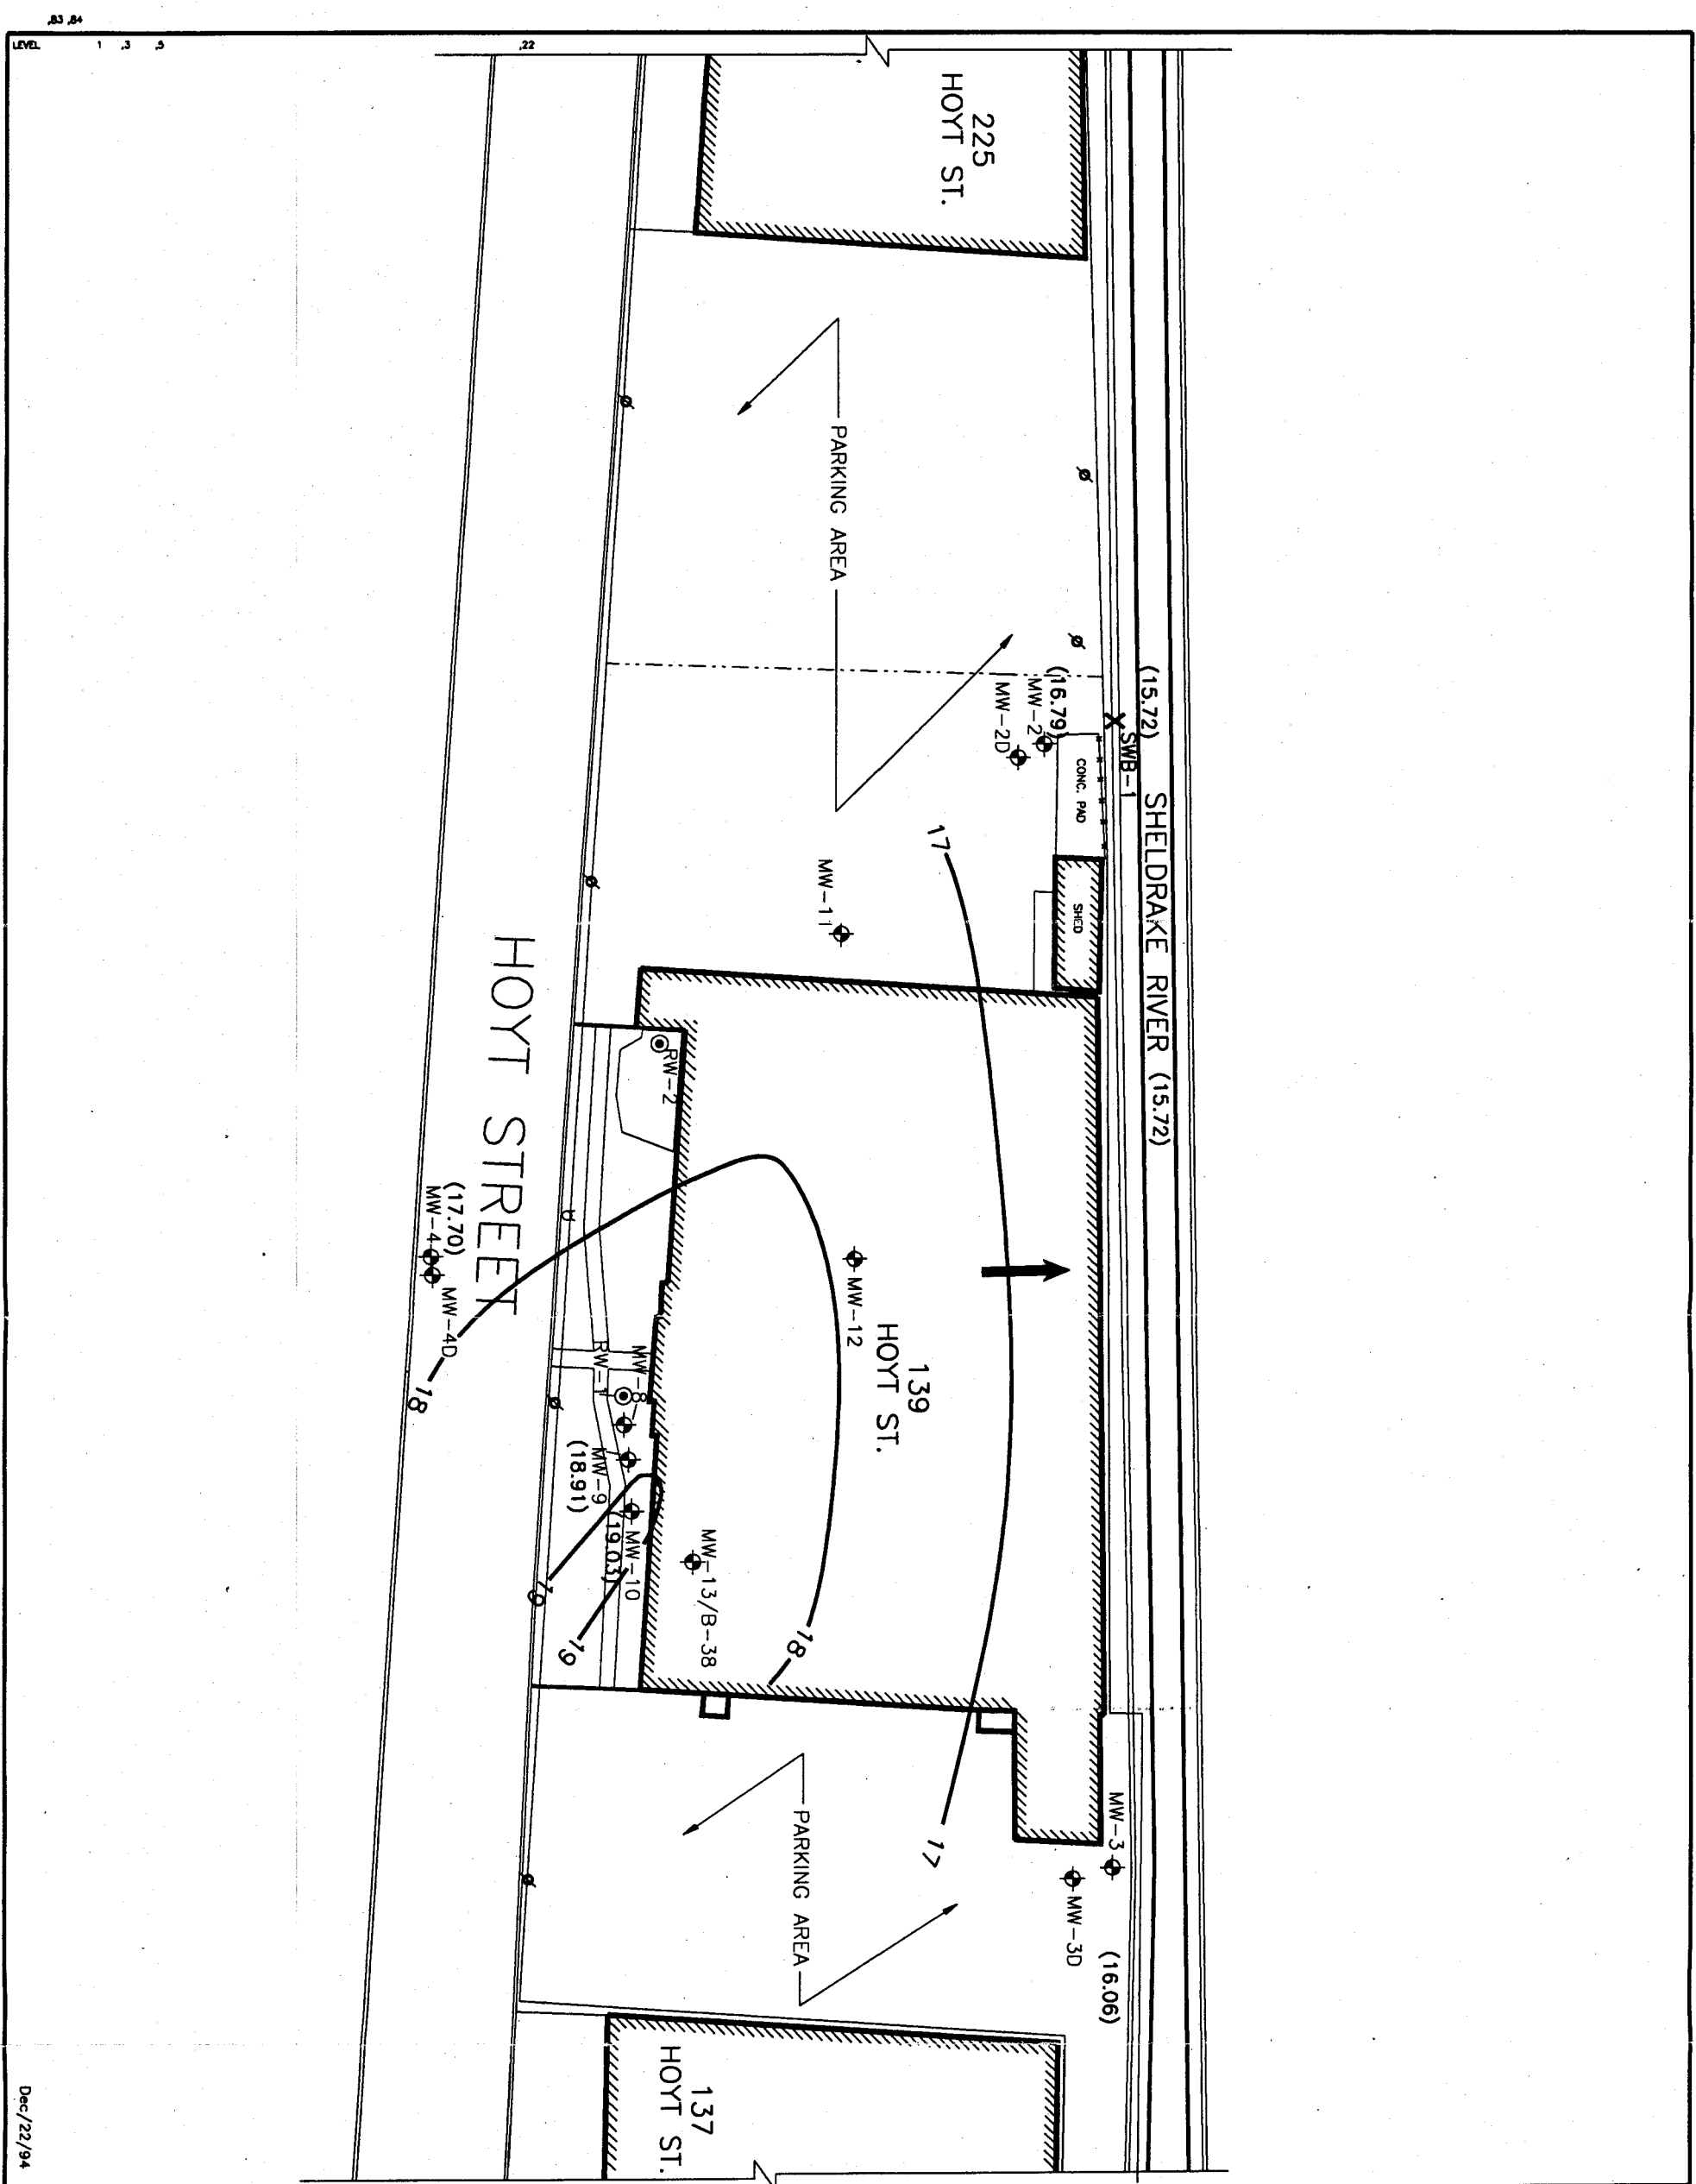 ,83 ,84
LEVEL 1 ,3 ,5 ,22
225
HOYT ST.
PARKING AREA
(15.72)
SWB-1
SHELDRAKE RIVER (15.72)
(16.79)
MW-2
MW-2D
CONC. PAD
SHED
17
MW-11
RW-2
HOYT STREET
(17.70)
MW-4
MW-4D
18
MW-12
139
HOYT ST.
MW-8
RW-1
MW-9
(18.91)
MW-10
(19.03)
19
19
MW-13/B-38
18
17
PARKING AREA
MW-3
MW-3D
(16.06)
137
HOYT ST.
Dec/22/94